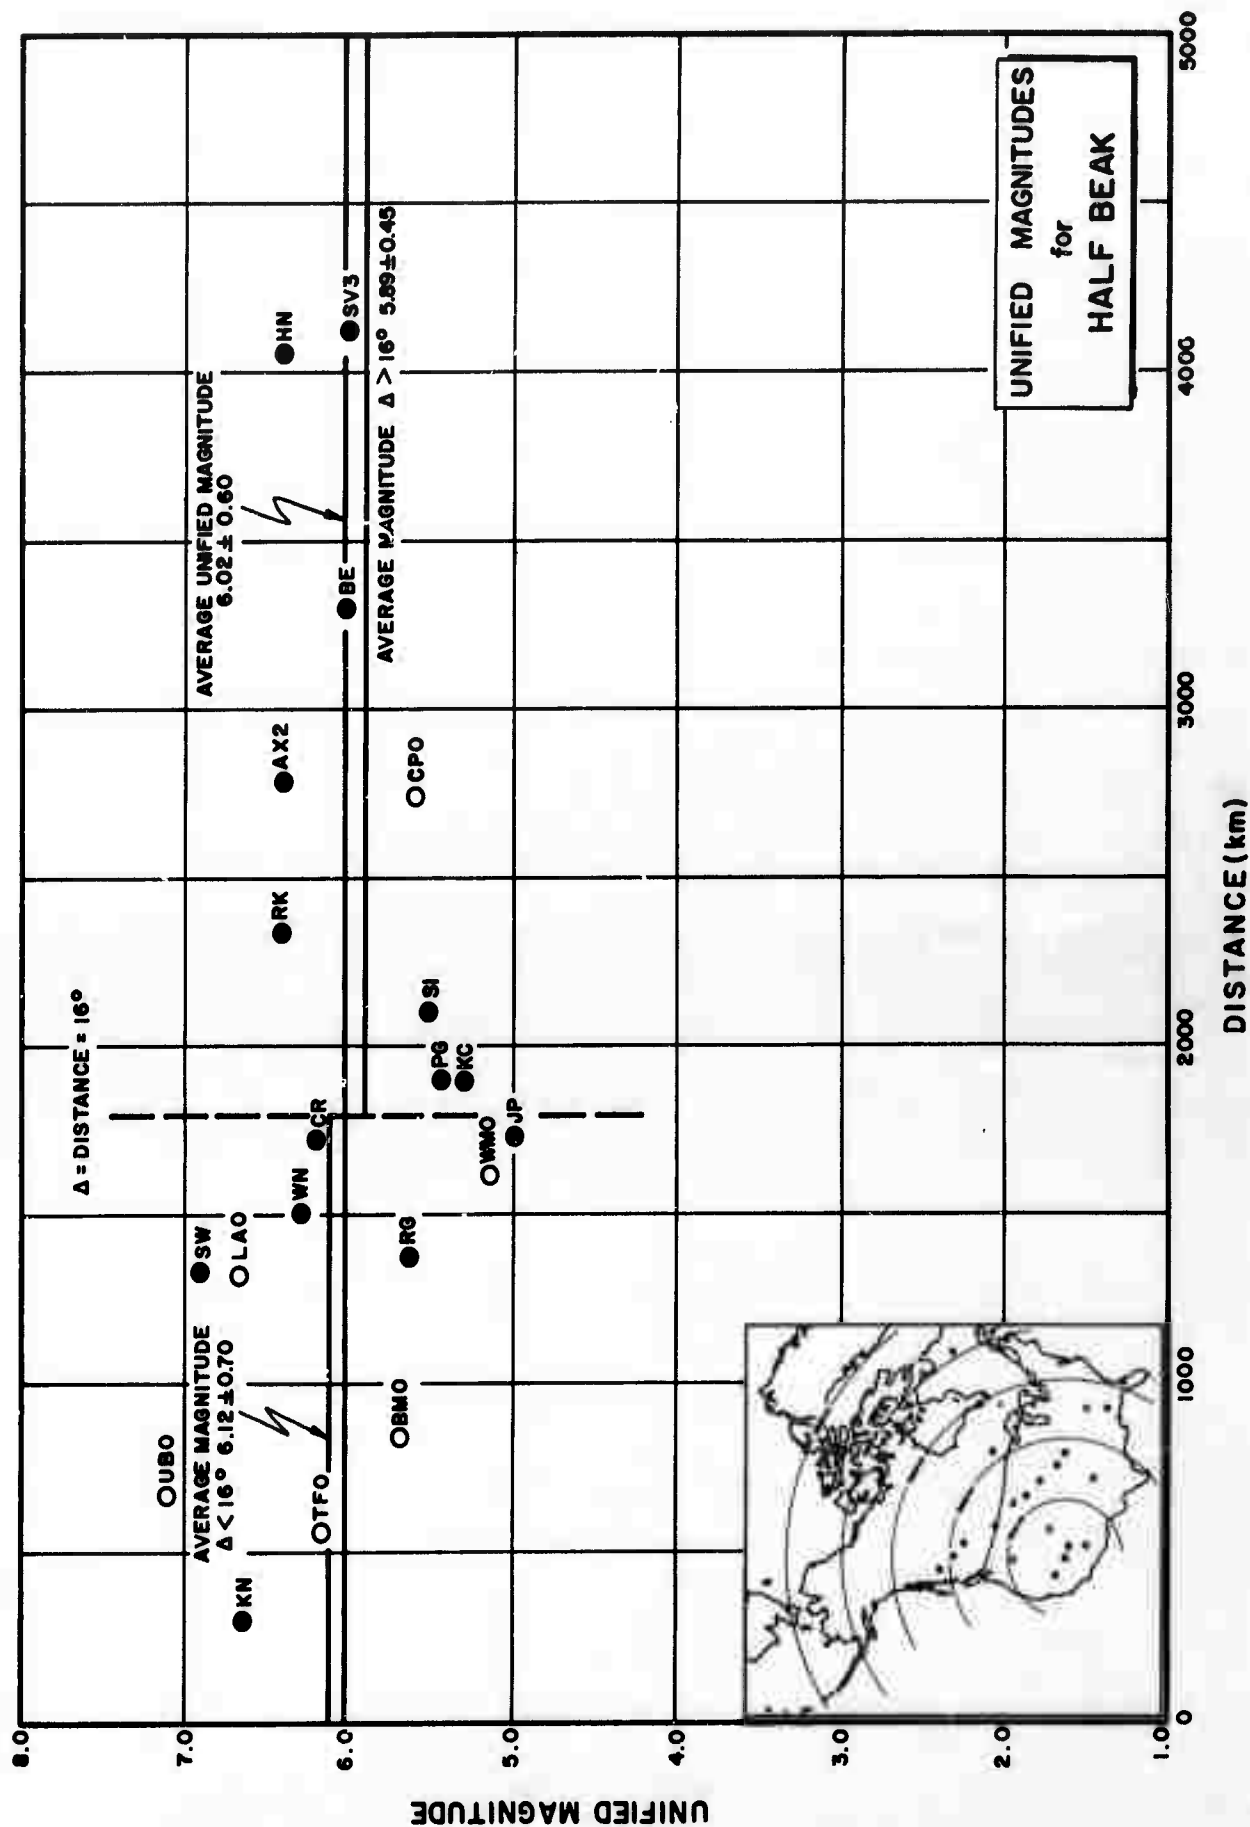 UNIFIED MAGNITUDE
8.0
7.0
6.0
5.0
4.0
3.0
2.0
1.0
0
1000
2000
3000
4000
5000
DISTANCE (km)
Δ = DISTANCE = 16°
AVERAGE MAGNITUDE
Δ < 16° 6.12 ± 0.70
AVERAGE UNIFIED MAGNITUDE
6.02 ± 0.60
AVERAGE MAGNITUDE Δ > 16° 5.89±0.45
KN
UBO
TFO
BMO
SW
LAO
RG
WN
WMO
CR
JP
PG
KC
SI
RK
AX2
CPO
BE
HN
SV3
UNIFIED MAGNITUDES
for
HALF BEAK